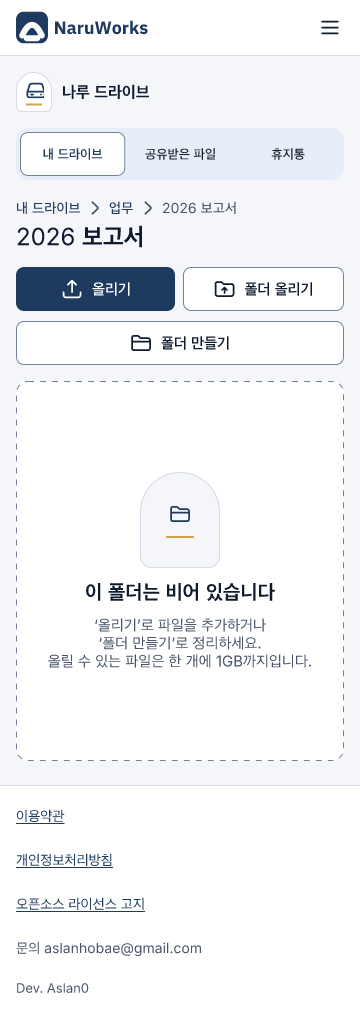 NaruWorks
나루 드라이브
내 드라이브 공유받은 파일 휴지통
내 드라이브 > 업무 > 2026 보고서
2026 보고서
올리기 폴더 올리기
폴더 만들기
이 폴더는 비어 있습니다
‘올리기’로 파일을 추가하거나
‘폴더 만들기’로 정리하세요.
올릴 수 있는 파일은 한 개에 1GB까지입니다.
이용약관
개인정보처리방침
오픈소스 라이선스 고지
문의 aslanhobae@gmail.com
Dev. Aslan0